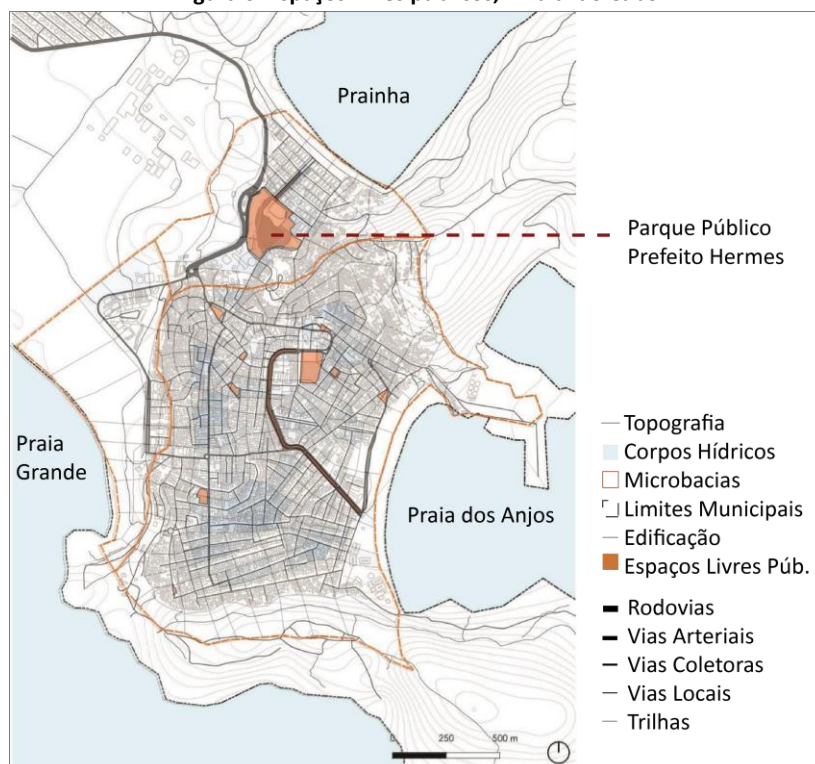 Prainha
Parque Público
Prefeito Hermes
Praia
Grande
Praia dos Anjos
Topografia
Corpos Hídricos
Microbacias
Limites Municipais
Edificação
Espaços Livres Púb.
Rodovias
Vias Arteriais
Vias Coletoras
Vias Locais
Trilhas
250 500 m